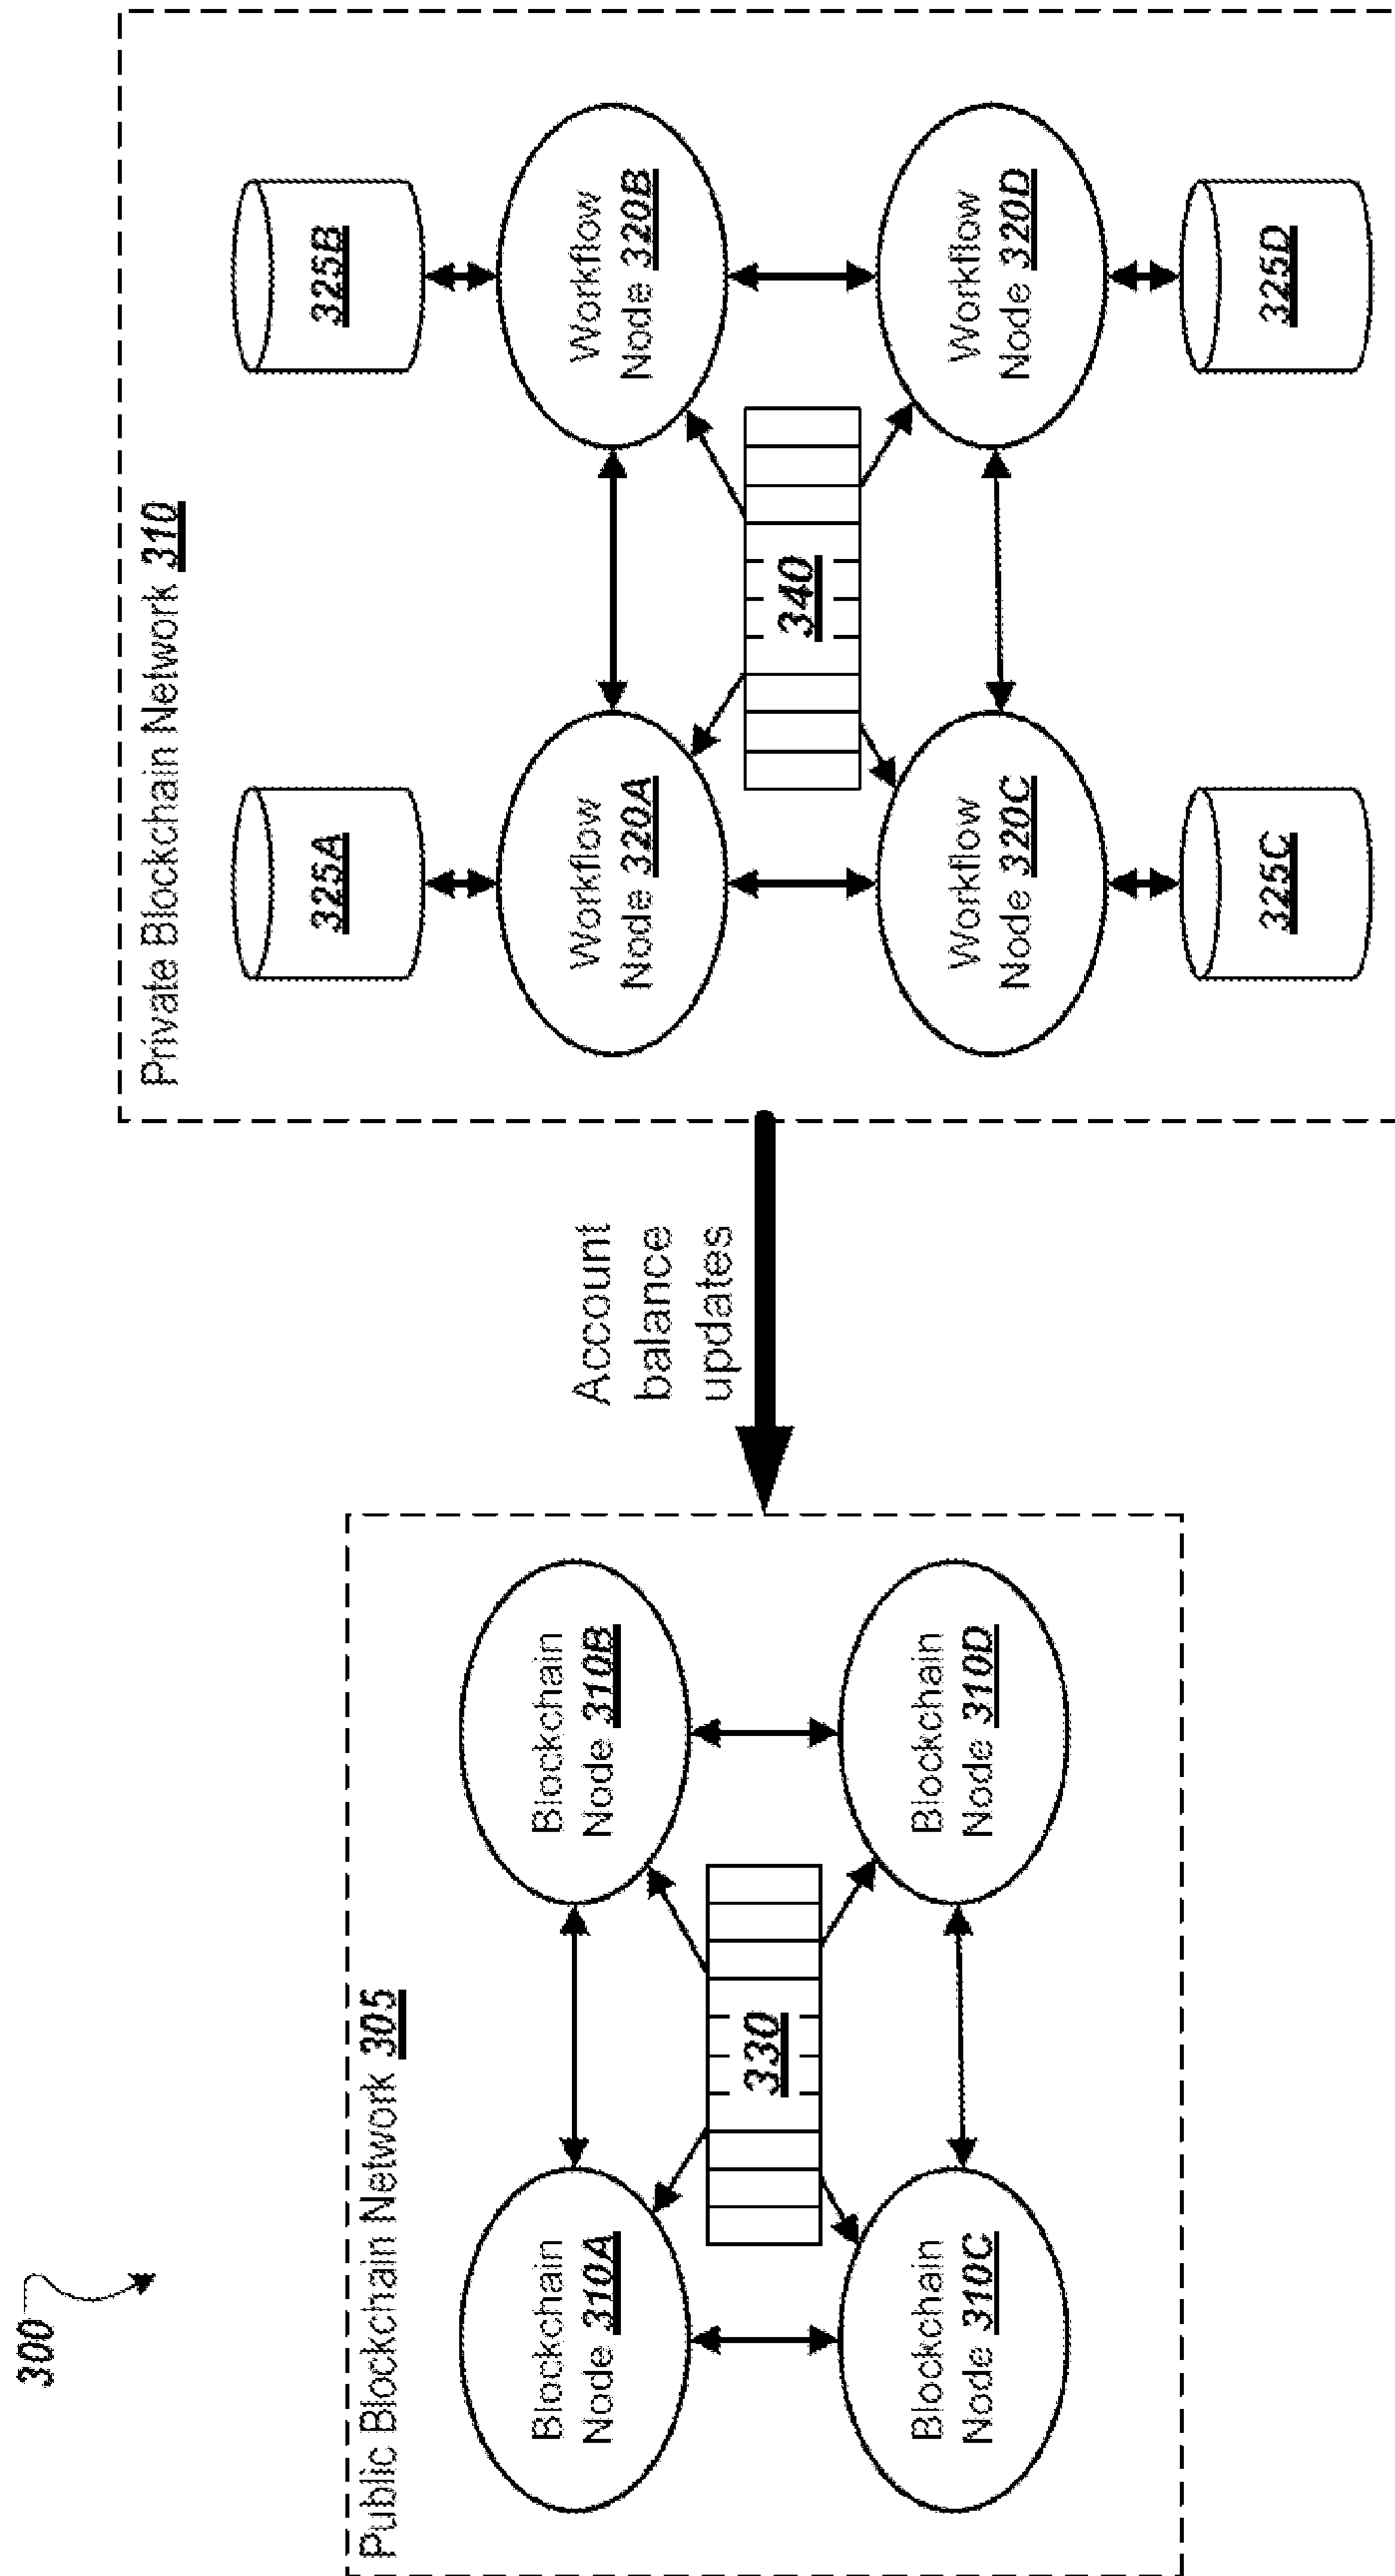 300
Public Blockchain Network 305
Blockchain
Node 310A
Blockchain
Node 310B
330
Blockchain
Node 310C
Blockchain
Node 310D
Account
balance
updates
Private Blockchain Network 310
325A
325B
Workflow
Node 320A
Workflow
Node 320B
340
Workflow
Node 320C
Workflow
Node 320D
325C
325D